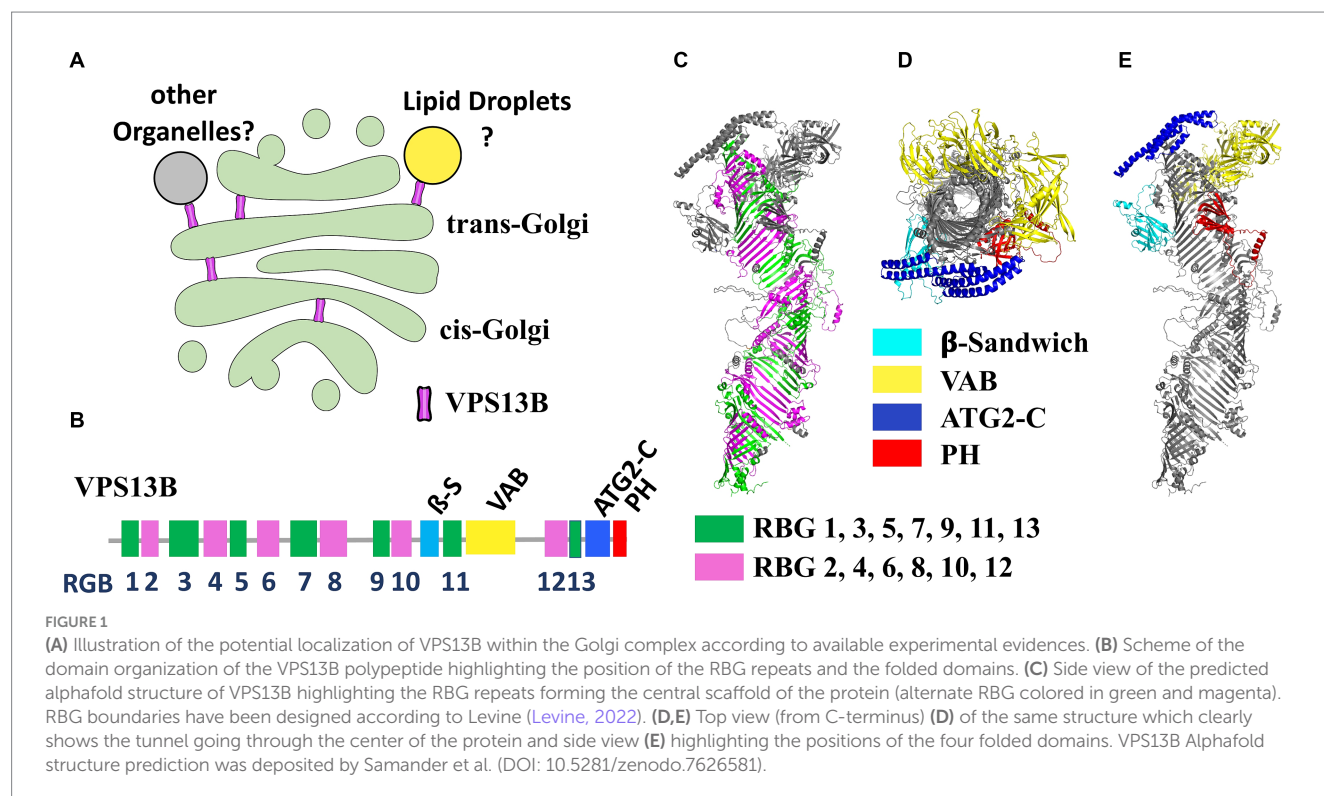 A
other
Organelles?
Lipid Droplets
?
trans-Golgi
cis-Golgi
VPS13B
B
VPS13B
ß-S
VAB
ATG2-C
PH
RGB 1 2 3 4 5 6 7 8 9 10 11 12 13
C
D
E
β-Sandwich
VAB
ATG2-C
PH
RBG 1, 3, 5, 7, 9, 11, 13
RBG 2, 4, 6, 8, 10, 12
FIGURE 1
(A) Illustration of the potential localization of VPS13B within the Golgi complex according to available experimental evidences. (B) Scheme of the
domain organization of the VPS13B polypeptide highlighting the position of the RBG repeats and the folded domains. (C) Side view of the predicted
alphafold structure of VPS13B highlighting the RBG repeats forming the central scaffold of the protein (alternate RBG colored in green and magenta).
RBG boundaries have been designed according to Levine (Levine, 2022). (D,E) Top view (from C-terminus) (D) of the same structure which clearly
shows the tunnel going through the center of the protein and side view (E) highlighting the positions of the four folded domains. VPS13B Alphafold
structure prediction was deposited by Samander et al. (DOI: 10.5281/zenodo.7626581).